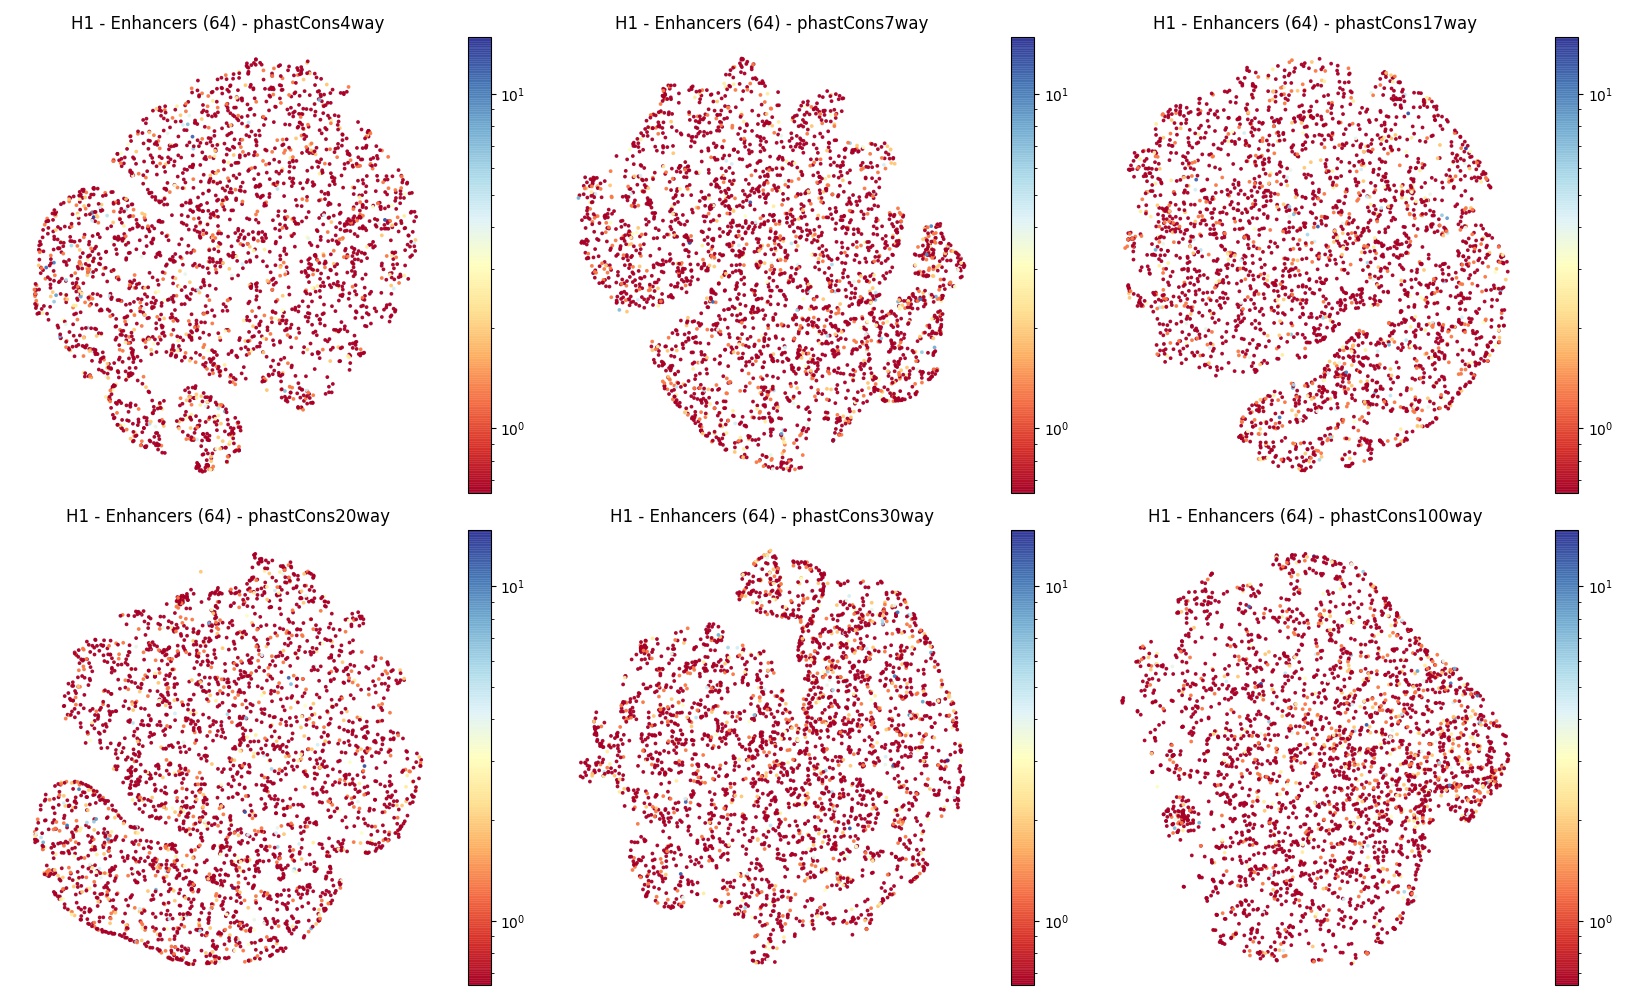 H1 - Enhancers (64) - phastCons4way
H1 - Enhancers (64) - phastCons7way
H1 - Enhancers (64) - phastCons17way
10¹
10⁰
10¹
10⁰
10¹
10⁰
H1 - Enhancers (64) - phastCons20way
H1 - Enhancers (64) - phastCons30way
H1 - Enhancers (64) - phastCons100way
10¹
10⁰
10¹
10⁰
10¹
10⁰